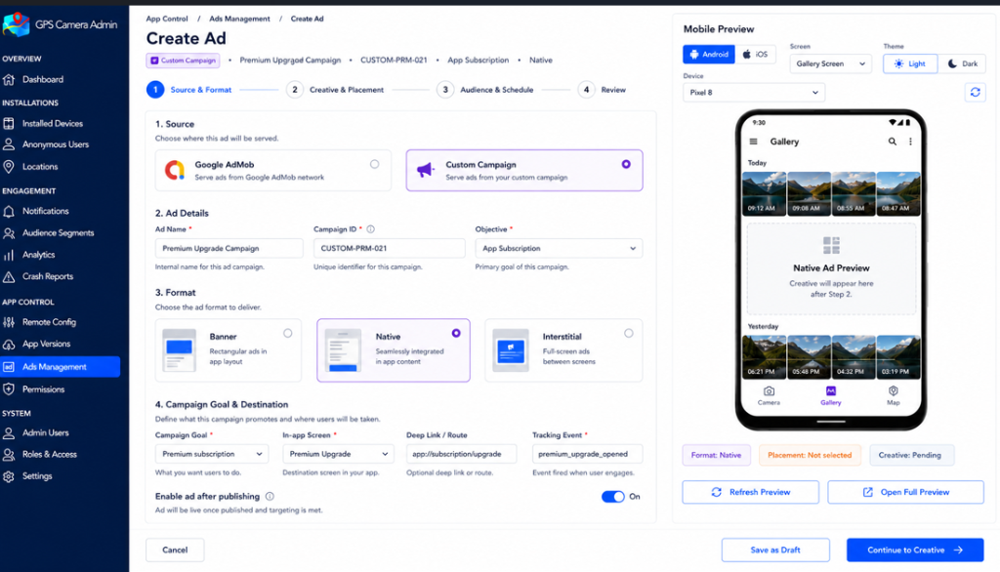 GPS Camera Admin
OVERVIEW
Dashboard
INSTALLATIONS
Installed Devices
Anonymous Users
Locations
ENGAGEMENT
Notifications
Audience Segments
Analytics
Crash Reports
APP CONTROL
Remote Config
App Versions
Ads Management
Permissions
SYSTEM
Admin Users
Roles & Access
Settings
App Control / Ads Management / Create Ad
Create Ad
Custom Campaign • Premium Upgrad Campaign • CUSTOM-PRM-021 • App Subscription • Native
1 Source & Format 2 Creative & Placement 3 Audience & Schedule 4 Review
1. Source
Choose where this ad will be served.
Google AdMob
Serve ads from Google AdMob network
Custom Campaign
Serve ads from your custom campaign
2. Ad Details
Ad Name * Campaign ID * Objective *
Premium Upgrade Campaign CUSTOM-PRM-021 App Subscription
Internal name for this ad campaign. Unique identifier for this campaign. Primary goal of this campaign.
3. Format
Choose the ad format to deliver.
Banner
Rectangular ads in
app layout
Native
Seamlessly integrated
in app content
Interstitial
Full-screen ads
between screens
4. Campaign Goal & Destination
Define what this campaign promotes and where users will be taken.
Campaign Goal * In-app Screen * Deep Link / Route Tracking Event *
Premium subscription Premium Upgrade app://subscription/upgrade premium_upgrade_opened
What you want users to do. Destination screen in your app. Optional deep link or route. Event fired when user engages.
Enable ad after publishing
On
Ad will be live once published and targeting is met.
Cancel
Save as Draft
Continue to Creative
Mobile Preview
Android iOS
Screen
Gallery Screen
Theme
Light Dark
Device
Pixel 8
9:30
Gallery
Today
09:12 AM 09:08 AM 08:55 AM 08:47 AM
Native Ad Preview
Creative will appear here
after Step 2.
Yesterday
06:21 PM 05:48 PM 04:32 PM 03:19 PM
Camera Gallery Map
Format: Native Placement: Not selected Creative: Pending
Refresh Preview Open Full Preview